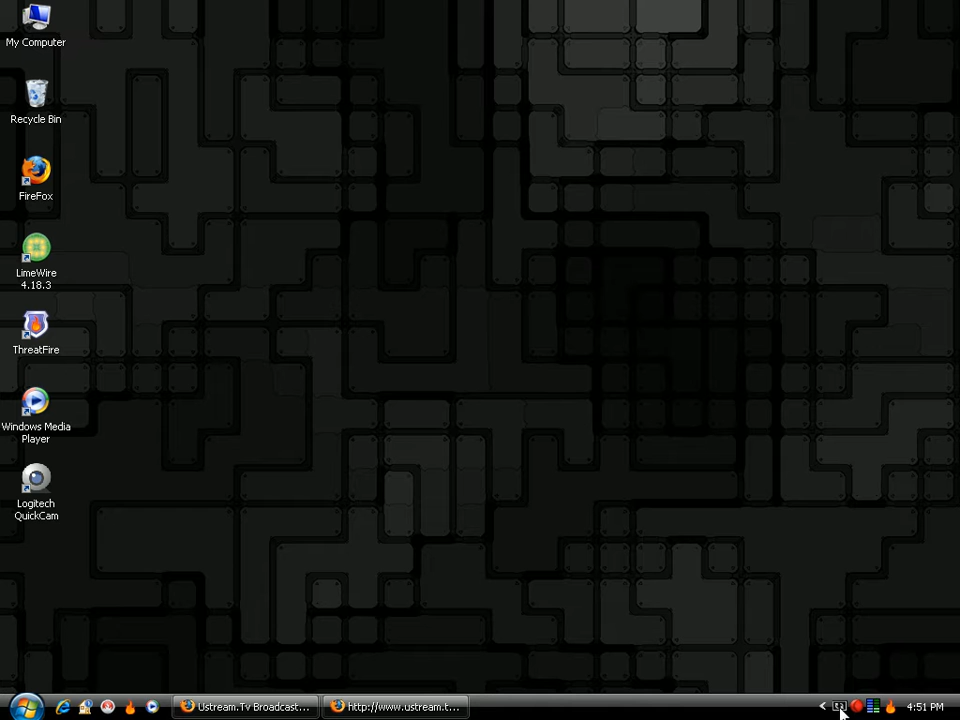 My Computer
Recycle Bin
FireFox
LimeWire
4.18.3
ThreatFire
Windows Media
Player
Logitech
QuickCam
Ustream.Tv Broadcast...
http://www.ustream.t...
4:51 PM